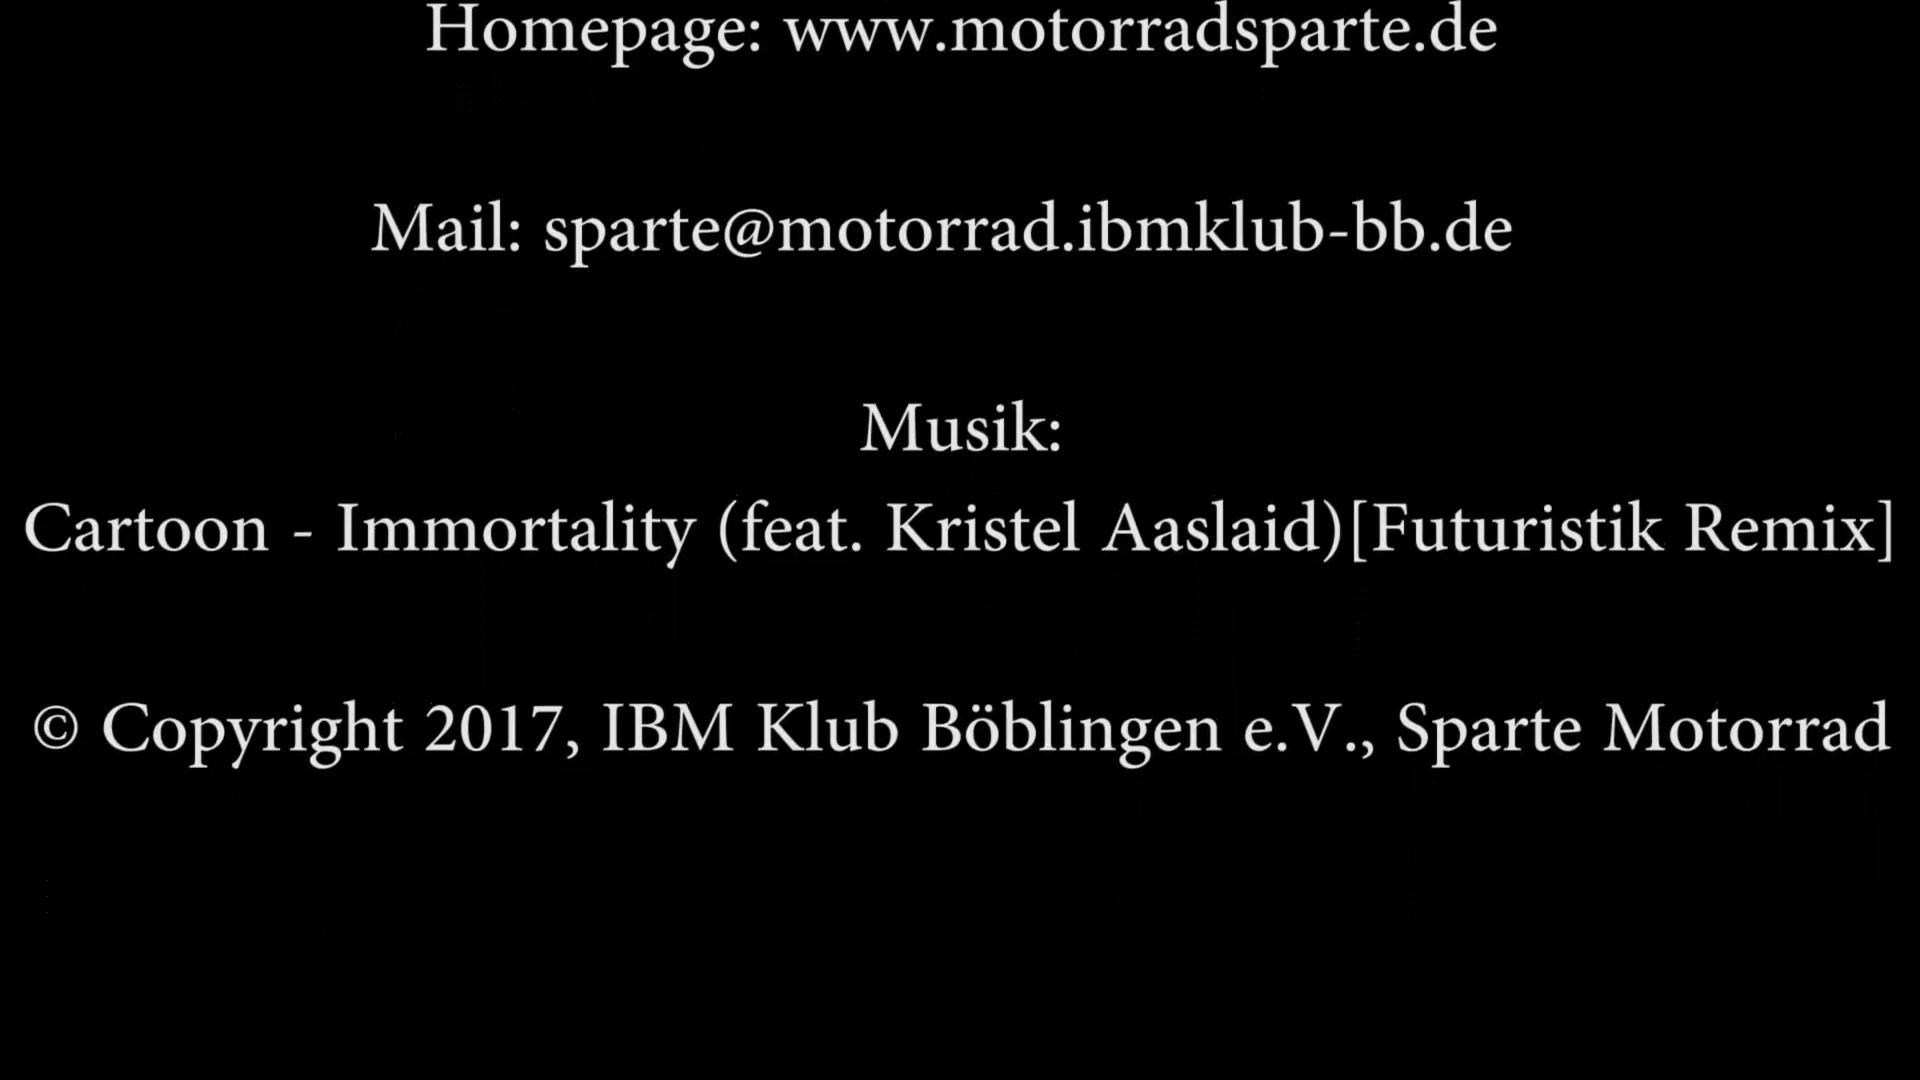 Homepage: www.motorradsparte.de
Mail: sparte@motorrad.ibmklub-bb.de
Musik:
Cartoon - Immortality (feat. Kristel Aaslaid)[Futuristik Remix]
© Copyright 2017, IBM Klub Böblingen e.V., Sparte Motorrad